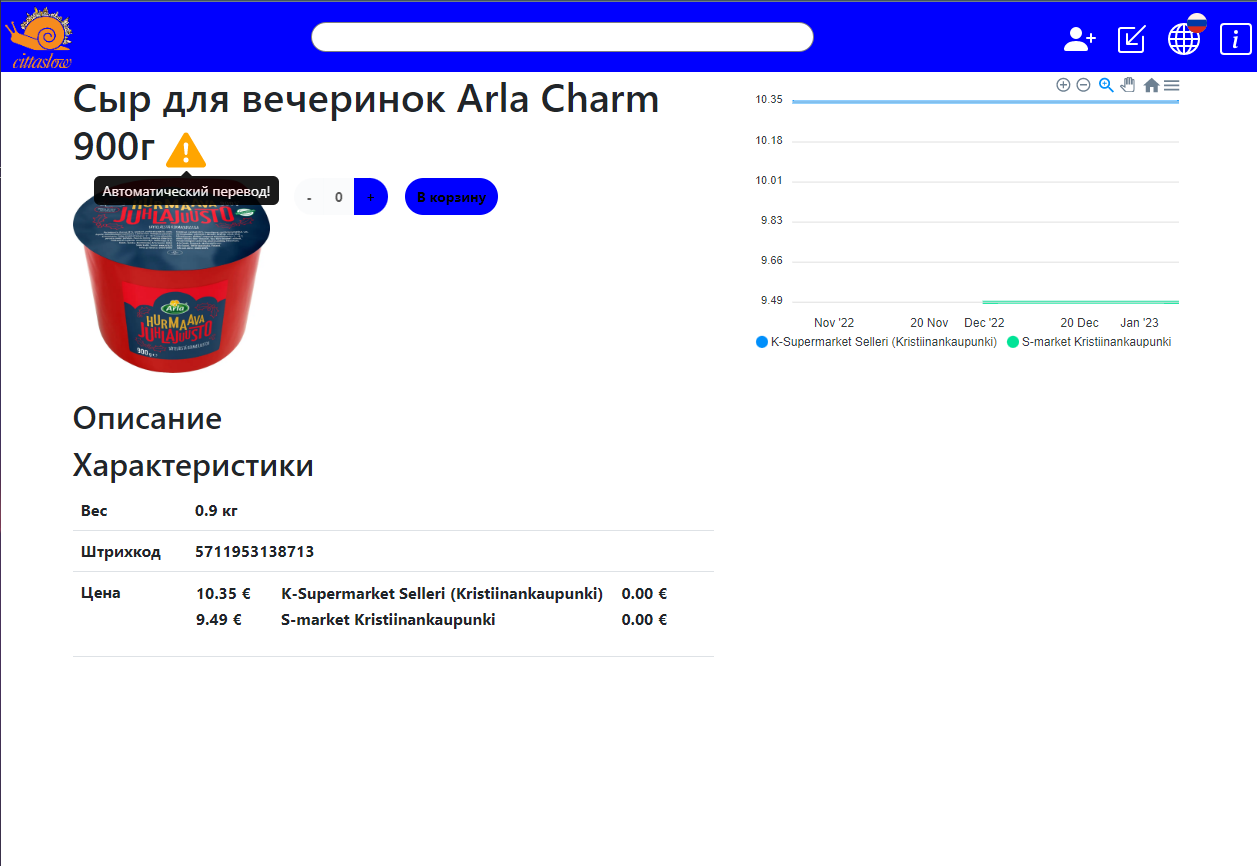 cittaslow
i
Сыр для вечеринок Arla Charm
900г
Автоматический перевод!
HURMAAVA
JUHLAJUUSTO
Arla
HURMAAVA
JUHLAJUUSTO
900g
- 0 +
В корзину
10.35
10.18
10.01
9.83
9.66
9.49
Nov '22 20 Nov Dec '22 20 Dec Jan '23
K-Supermarket Selleri (Kristiinankaupunki) S-market Kristiinankaupunki
Описание
Характеристики
Вес 0.9 кг
Штрихкод 5711953138713
Цена 10.35 € K-Supermarket Selleri (Kristiinankaupunki) 0.00 €
9.49 € S-market Kristiinankaupunki 0.00 €